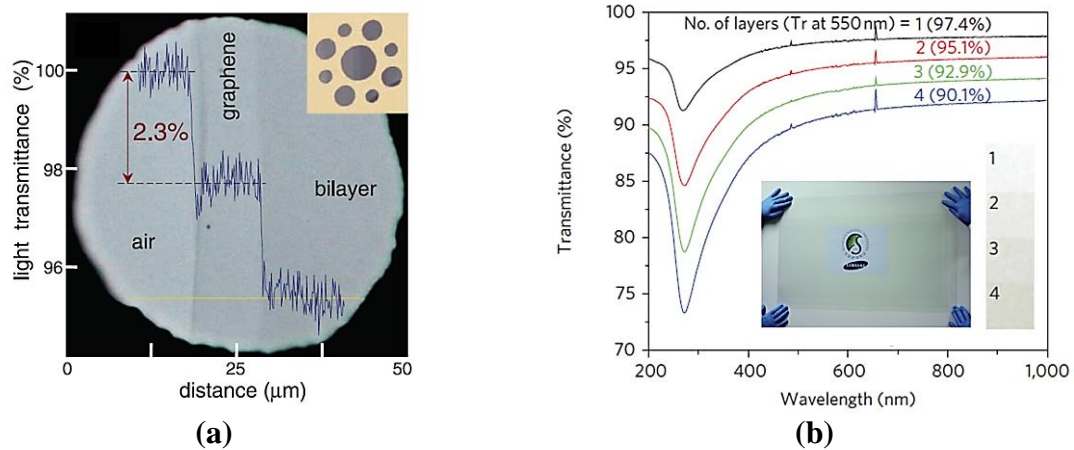 light transmittance (%)
100
98
96
2.3%
air
graphene
bilayer
0
25
50
distance (μm)
(a)
Transmittance (%)
100
95
90
85
80
75
70
No. of layers (Tr at 550 nm) = 1 (97.4%)
2 (95.1%)
3 (92.9%)
4 (90.1%)
1
2
3
4
SAMSUNG
200
400
600
800
1,000
Wavelength (nm)
(b)